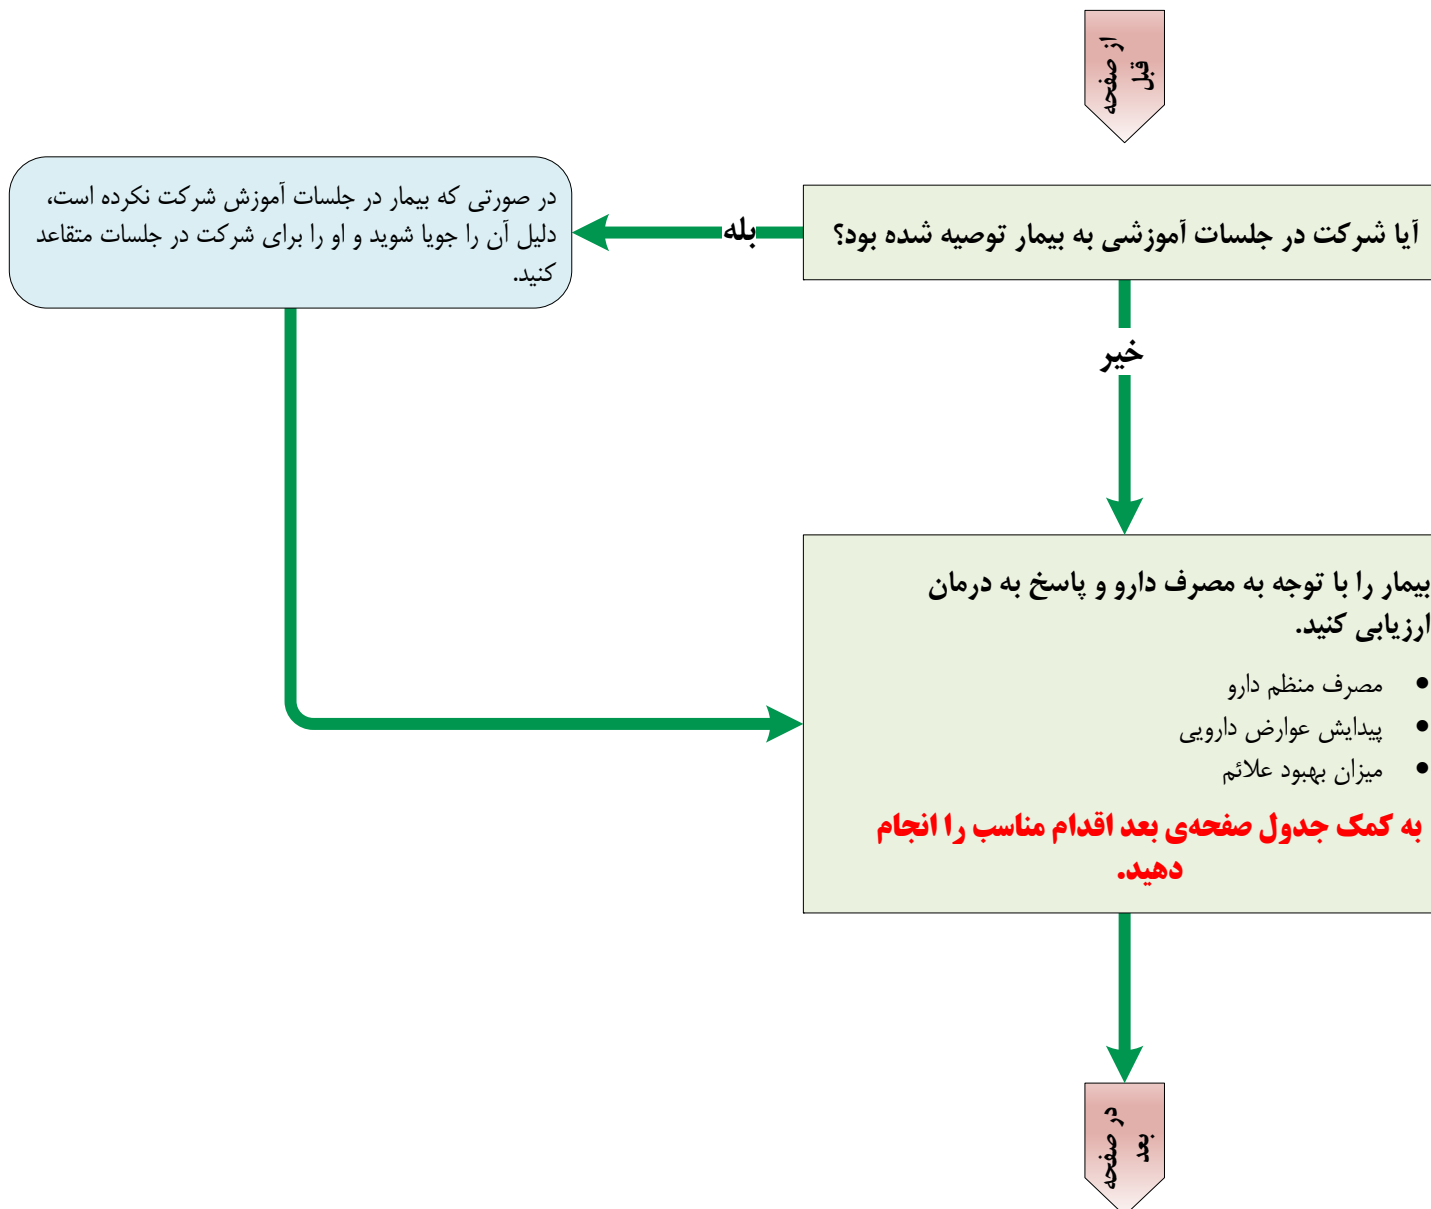 از صفحه
قبل
آیا شرکت در جلسات آموزشی به بیمار توصیه شده بود؟
بله
در صورتی که بیمار در جلسات آموزش شرکت نکرده است،
دلیل آن را جویا شوید و او را برای شرکت در جلسات متقاعد
کنید.
خیر
بیمار را با توجه به مصرف دارو و پاسخ به درمان
ارزیابی کنید.
• مصرف منظم دارو
• پیدایش عوارض دارویی
• میزان بهبود علائم
به کمک جدول صفحه‌ی بعد اقدام مناسب را انجام
دهید.
در صفحه
بعد